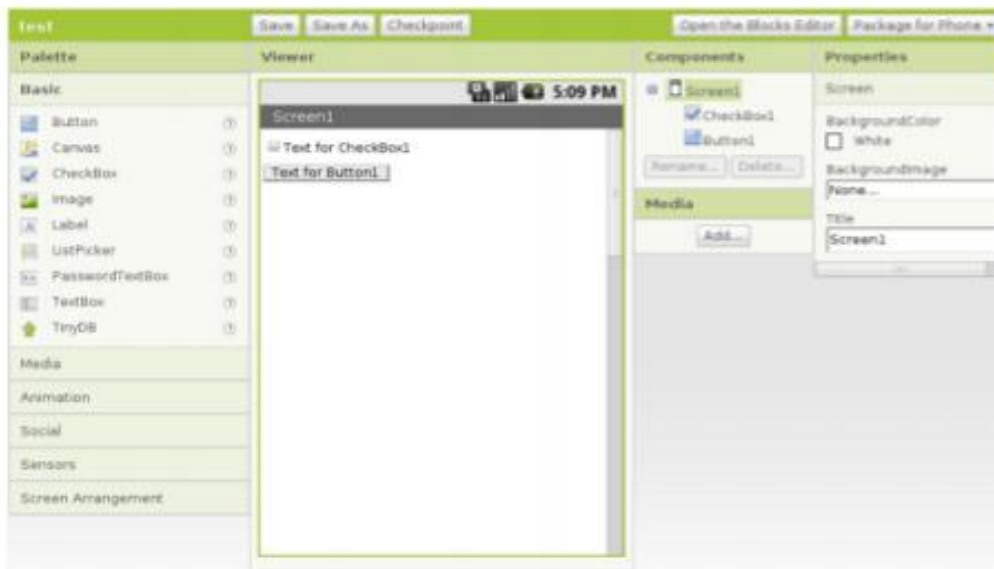 test
Save Save As Checkpoint
Open the Blocks Editor Package for Phone
Palette
Basic
Button
Canvas
CheckBox
Image
Label
ListPicker
PasswordTextBox
TextBox
TinyDB
Media
Animation
Social
Sensors
Screen Arrangement
Viewer
5:09 PM
Screen1
Text for CheckBox1
Text for Button1
Components
Screen1
CheckBox1
Button1
Rename... Delete...
Media
Add...
Properties
Screen
BackgroundColor
White
BackgroundImage
None...
Title
Screen1